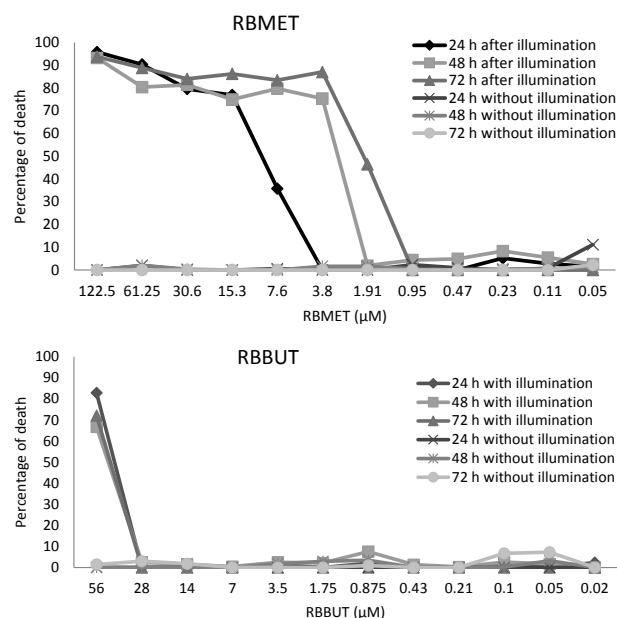 RBMET
100
90
80
70
60
50
40
30
20
10
0
Percentage of death
24 h after illumination
48 h after illumination
72 h after illumination
24 h without illumination
48 h without illumination
72 h without illumination
122.5 61.25 30.6 15.3 7.6 3.8 1.91 0.95 0.47 0.23 0.11 0.05
RBMET (µM)
RBBUT
100
90
80
70
60
50
40
30
20
10
0
Percentage of death
24 h with illumination
48 h with illumination
72 h with illumination
24 h without illumination
48 h without illumination
72 h without illumination
56 28 14 7 3.5 1.75 0.875 0.43 0.21 0.1 0.05 0.02
RBBUT (µM)